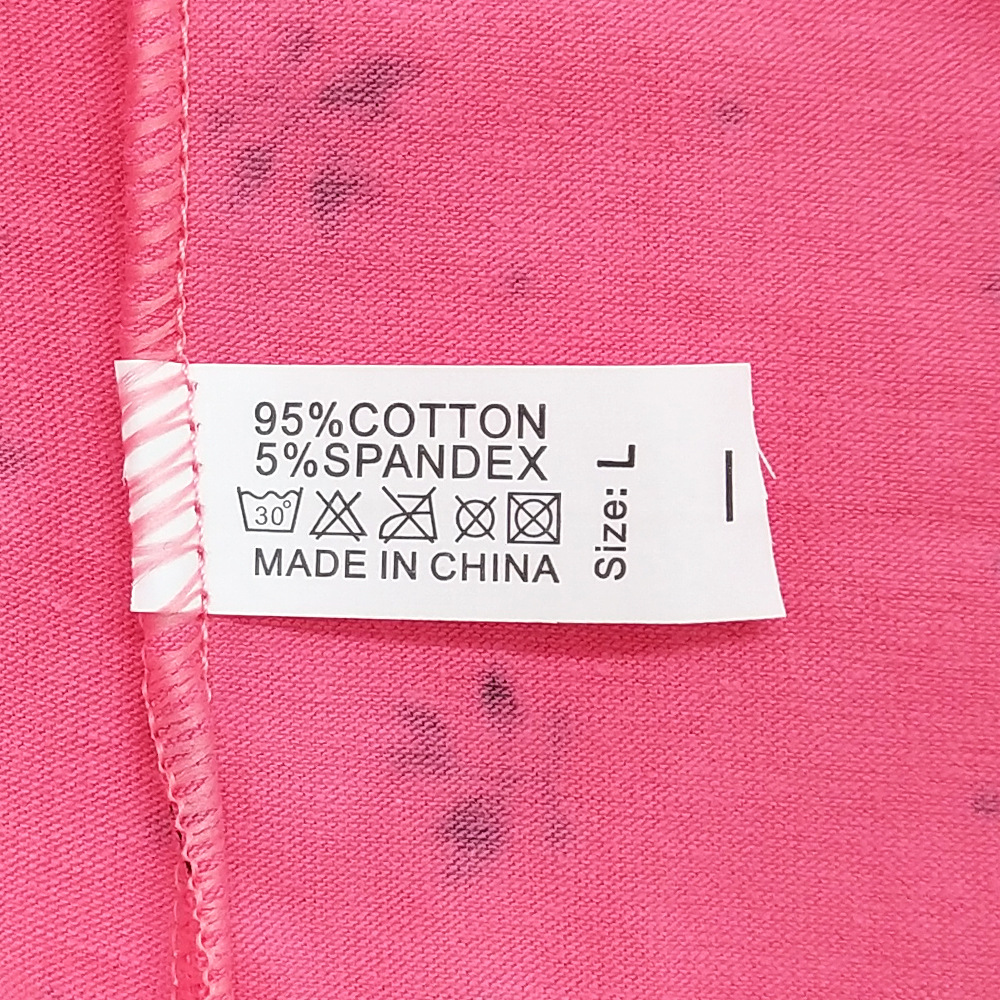 95%COTTON
5%SPANDEX
30°
MADE IN CHINA
Size: L